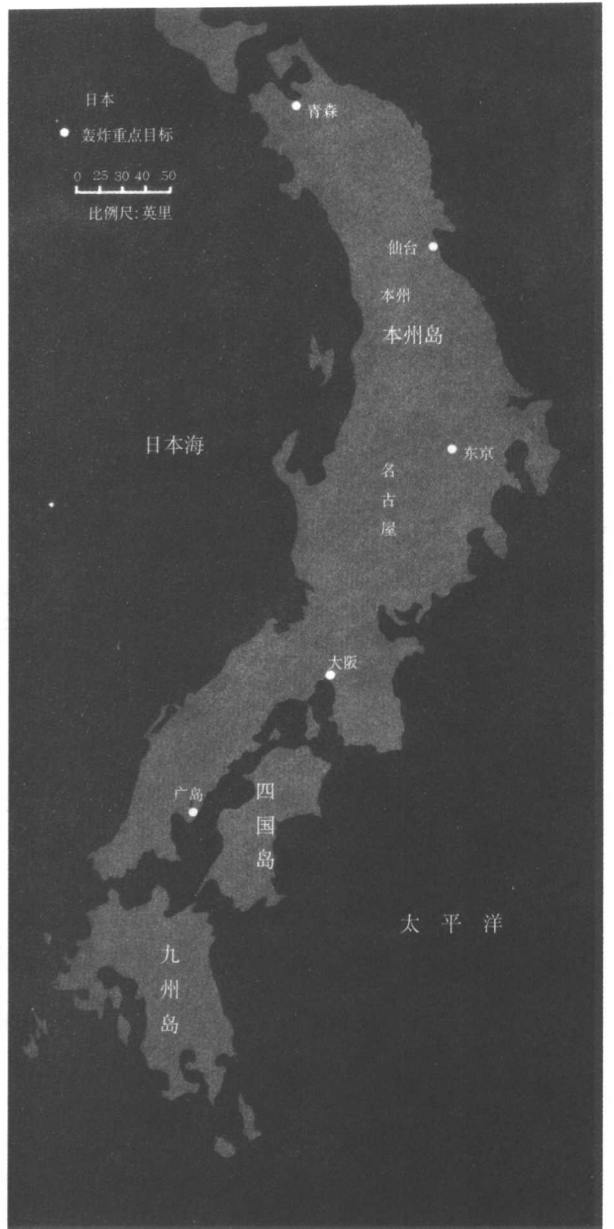 日本
轰炸重点目标
0 25 30 40 50
比例尺:英里
青森
仙台
本州
本州岛
日本海
东京
名古屋
大阪
广岛
四国岛
太平洋
九州岛